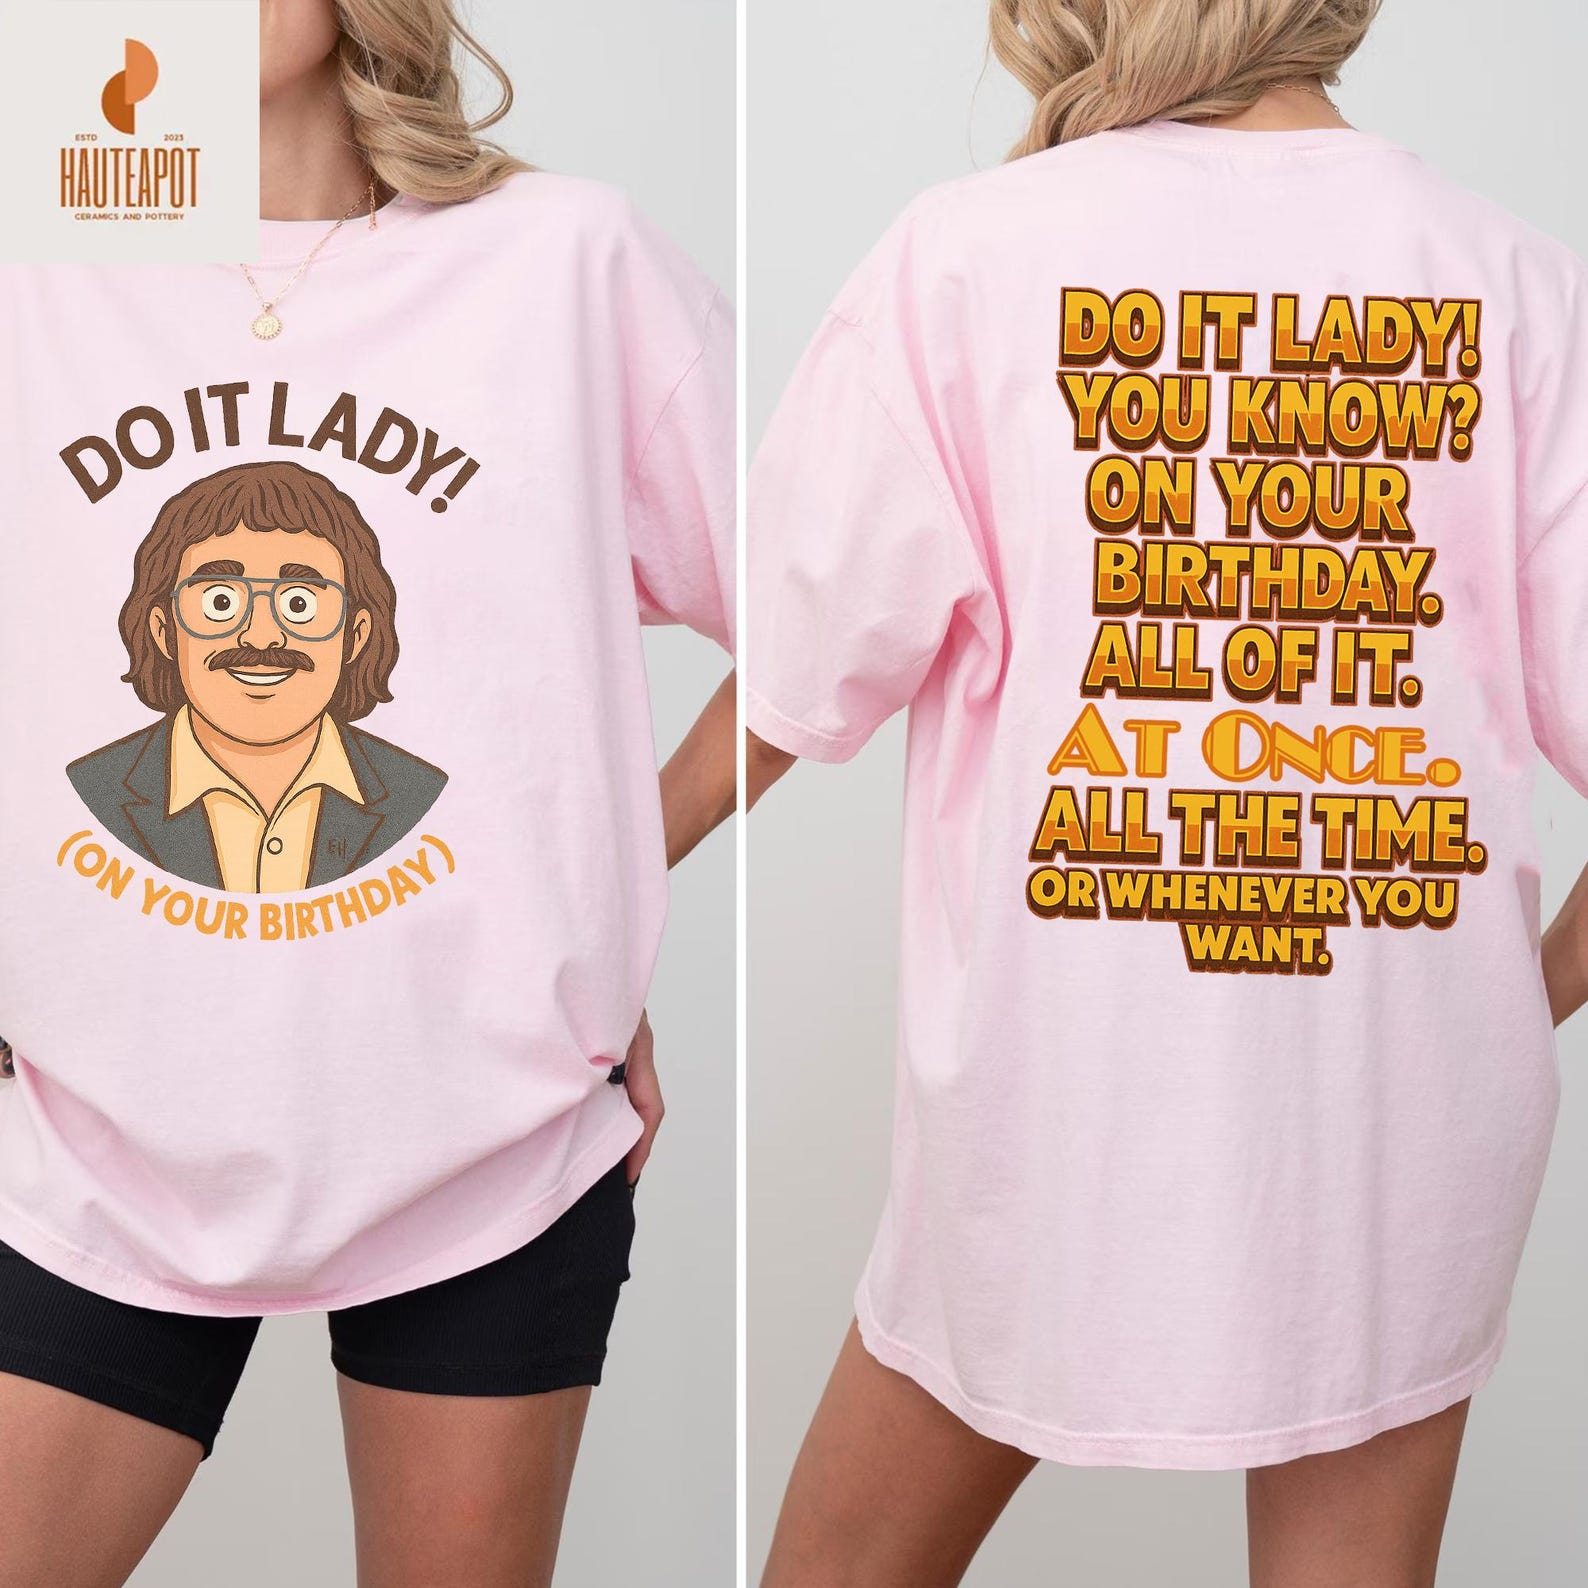 ESTD 2023
HAUTEAPOT
CERAMICS AND POTTERY
DO IT LADY!
EH
(ON YOUR BIRTHDAY)
DO IT LADY!
YOU KNOW?
ON YOUR
BIRTHDAY.
ALL OF IT.
AT ONCE.
ALL THE TIME.
OR WHENEVER YOU
WANT.